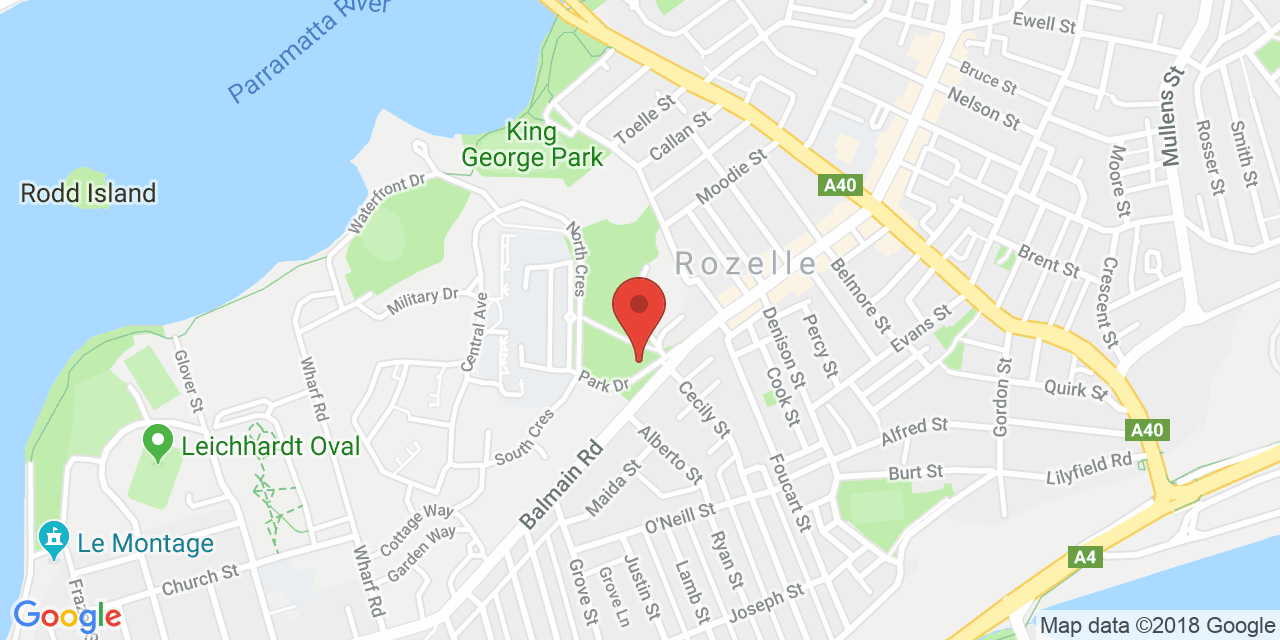 Parramatta River
Ewell St
Bruce St
Nelson St
Mullens St
Rosser St
Smith St
Moore St
Toelle St
Callan St
Moodie St
King
George Park
A40
Rodd Island
Waterfront Dr
North Cres
Rozelle
Brent St
Crescent St
Belmore St
Evans St
Military Dr
Central Ave
Percy St
Denison St
Cook St
Glover St
Wharf Rd
Park Dr
Quirk St
Gordon St
Cecily St
South Cres
Leichhardt Oval
Alfred St
A40
Alberto St
Foucart St
Burt St
Lilyfield Rd
Balmain Rd
Maida St
O'Neill St
Cottage Way
Garden Way
Le Montage
Church St
Wharf Rd
Ryan St
Grove St
Grove Ln
Justin St
Lamb St
Joseph St
A4
Google
Map data ©2018 Google